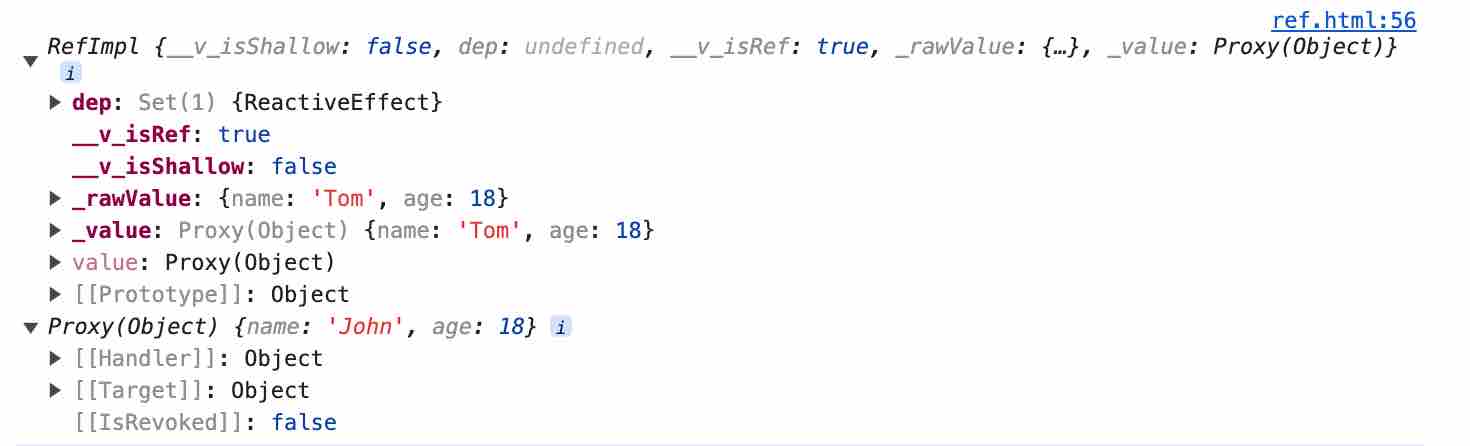 ref.html:56
RefImpl {__v_isShallow: false, dep: undefined, __v_isRef: true, _rawValue: {…}, _value: Proxy(Object)}
i
dep: Set(1) {ReactiveEffect}
__v_isRef: true
__v_isShallow: false
_rawValue: {name: 'Tom', age: 18}
_value: Proxy(Object) {name: 'Tom', age: 18}
value: Proxy(Object)
[[Prototype]]: Object
Proxy(Object) {name: 'John', age: 18} i
[[Handler]]: Object
[[Target]]: Object
[[IsRevoked]]: false